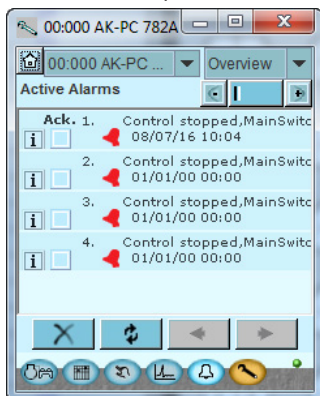 00:000 AK-PC 782A
00:000 AK-PC ... Overview
Active Alarms
Ack. 1. Control stopped,MainSwitc
i 08/07/16 10:04
2. Control stopped,MainSwitc
i 01/01/00 00:00
3. Control stopped,MainSwitc
i 01/01/00 00:00
4. Control stopped,MainSwitc
i 01/01/00 00:00